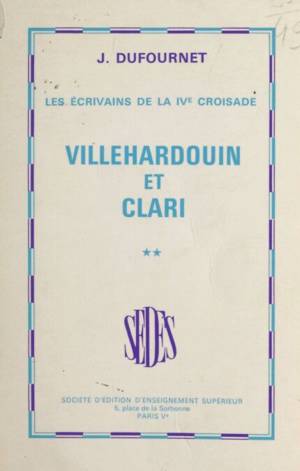 J. DUFOURNET
LES ÉCRIVAINS DE LA IVᴱ CROISADE
VILLEHARDOUIN
ET
CLARI
**
SEDES
SOCIÉTÉ D'ÉDITION D'ENSEIGNEMENT SUPÉRIEUR
5, place de la Sorbonne
PARIS Vᵉ